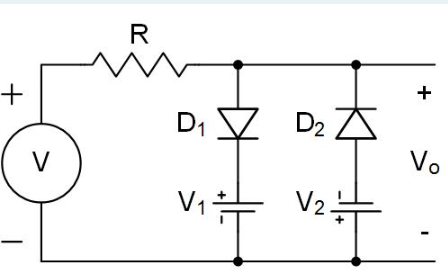 R
+
D₁
D₂
+
V
Vₒ
V₁ + -
V₂ - +
—
-